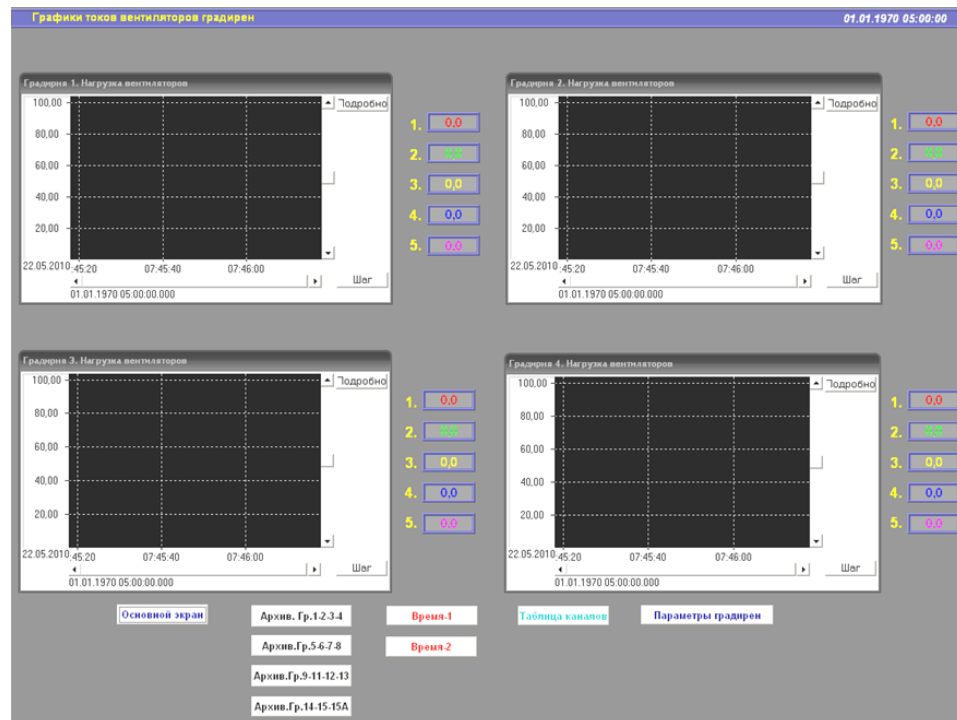 Графики токов вентиляторов градирен
01.01.1970 05:00:00
Градирня 1. Нагрузка вентиляторов
100,00
Подробно
80,00
60,00
40,00
20,00
22.05.2010
:45:20
07:45:40
07:46:00
Шаг
01.01.1970 05:00:00.000
1. 0,0
2. 0,0
3. 0,0
4. 0,0
5. 0,0
Градирня 2. Нагрузка вентиляторов
100,00
Подробно
80,00
60,00
40,00
20,00
22.05.2010
:45:20
07:45:40
07:46:00
Шаг
01.01.1970 05:00:00.000
1. 0,0
2. 0,0
3. 0,0
4. 0,0
5. 0,0
Градирня 3. Нагрузка вентиляторов
100,00
Подробно
80,00
60,00
40,00
20,00
22.05.2010
:45:20
07:45:40
07:46:00
Шаг
01.01.1970 05:00:00.000
1. 0,0
2. 0,0
3. 0,0
4. 0,0
5. 0,0
Градирня 4. Нагрузка вентиляторов
100,00
Подробно
80,00
60,00
40,00
20,00
22.05.2010
:45:20
07:45:40
07:46:00
Шаг
01.01.1970 05:00:00.000
1. 0,0
2. 0,0
3. 0,0
4. 0,0
5. 0,0
Основной экран
Архив. Гр.1-2-3-4
Время-1
Таблица каналов
Параметры градирен
Архив.Гр.5-6-7-8
Время-2
Архив.Гр.9-11-12-13
Архив.Гр.14-15-15А